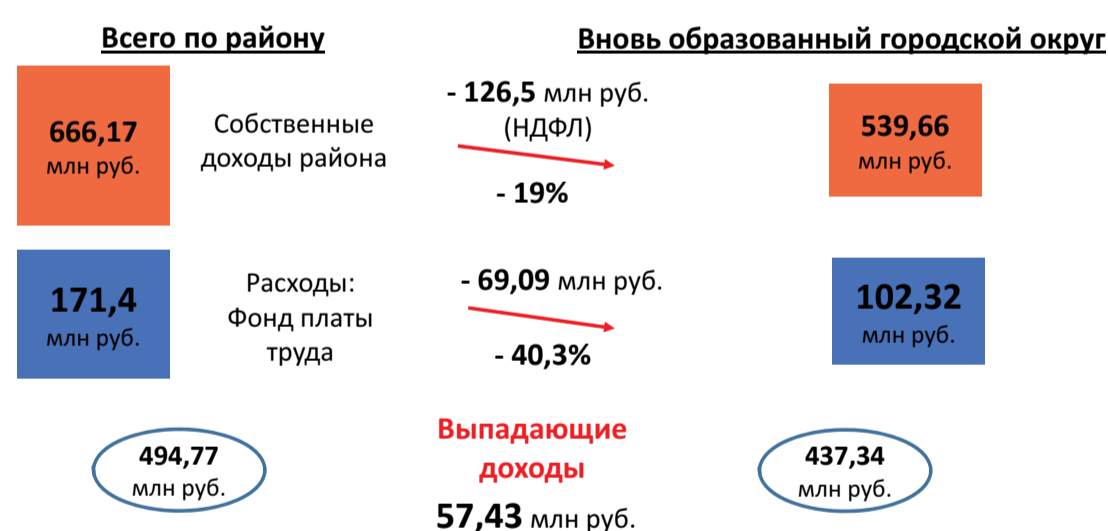 Всего по району
Вновь образованный городской округ
666,17
млн руб.
Собственные
доходы района
- 126,5 млн руб.
(НДФЛ)
- 19%
539,66
млн руб.
171,4
млн руб.
Расходы:
Фонд платы
труда
- 69,09 млн руб.
- 40,3%
102,32
млн руб.
494,77
млн руб.
Выпадающие
доходы
57,43 млн руб.
437,34
млн руб.